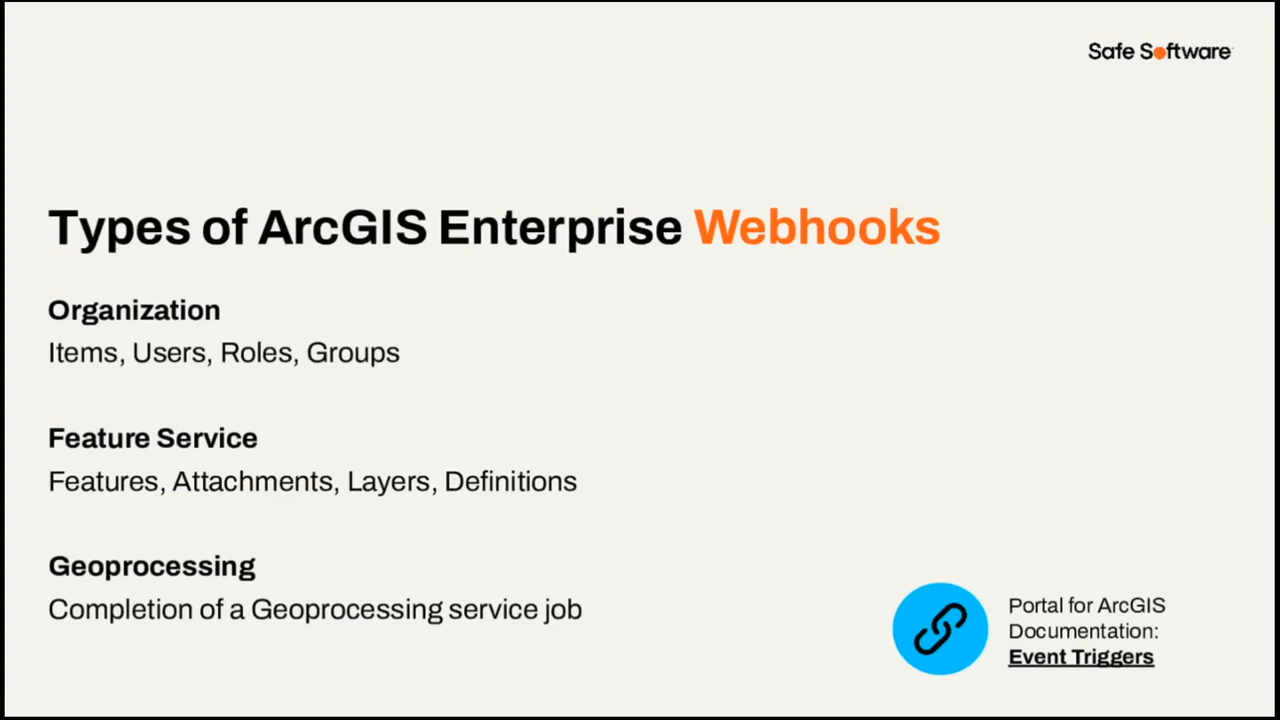 Safe Software
Types of ArcGIS Enterprise Webhooks
Organization
Items, Users, Roles, Groups
Feature Service
Features, Attachments, Layers, Definitions
Geoprocessing
Completion of a Geoprocessing service job
Portal for ArcGIS
Documentation:
Event Triggers